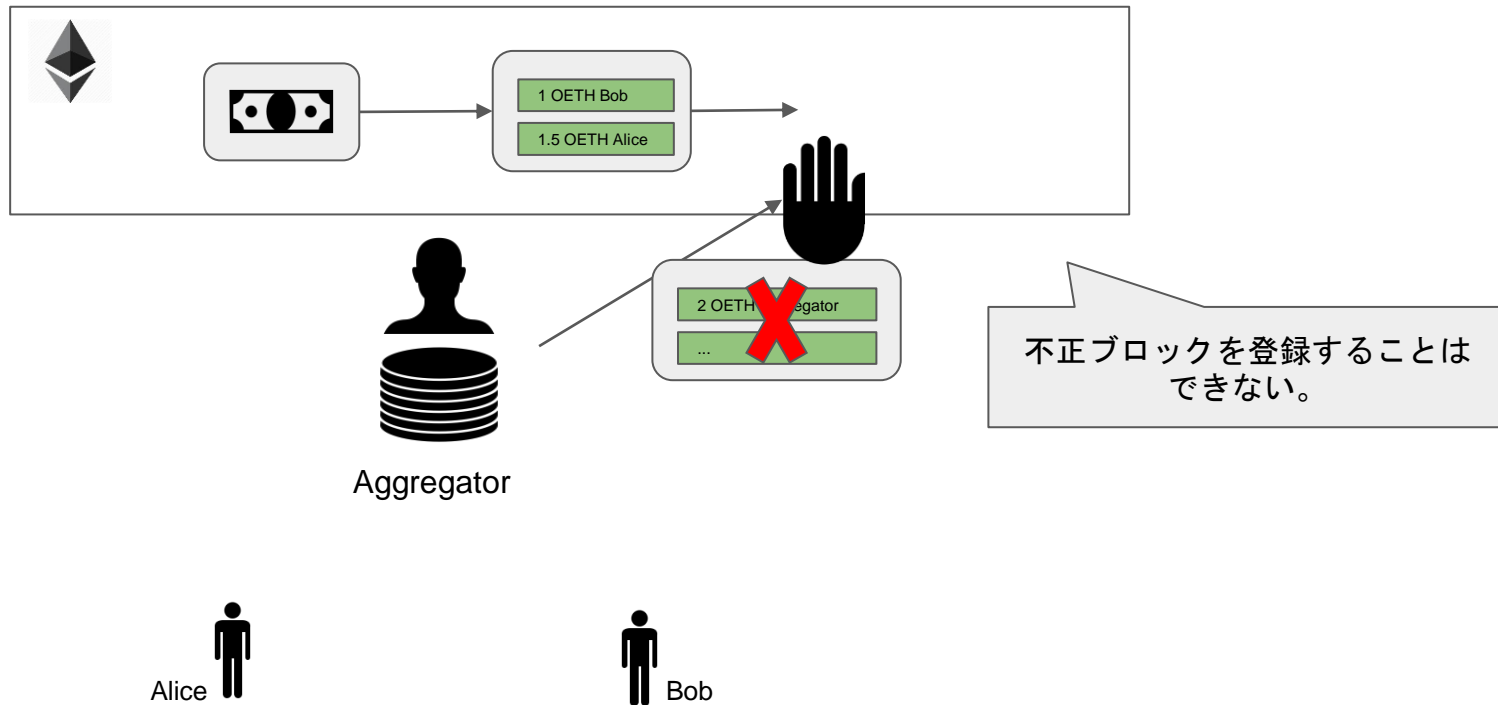 1 OETH Bob
1.5 OETH Alice
2 OETH egator
...
不正ブロックを登録することは
できない。
Aggregator
Alice
Bob